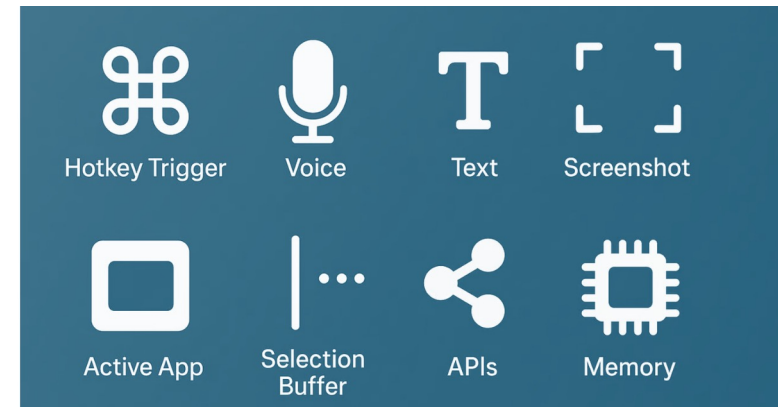 Hotkey Trigger
Voice
Text
Screenshot
Active App
Selection
Buffer
APIs
Memory